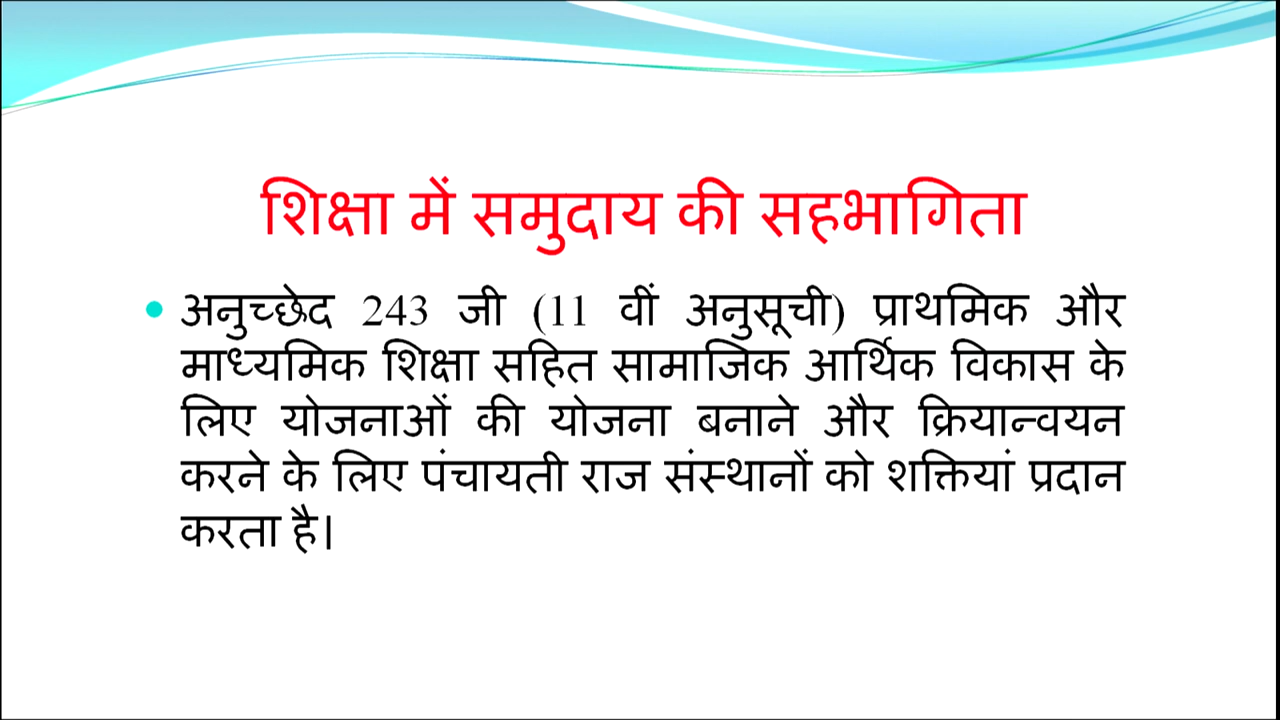 शिक्षा में समुदाय की सहभागिता
• अनुच्छेद 243 जी (11 वीं अनुसूची) प्राथमिक और
माध्यमिक शिक्षा सहित सामाजिक आर्थिक विकास के
लिए योजनाओं की योजना बनाने और क्रियान्वयन
करने के लिए पंचायती राज संस्थानों को शक्तियां प्रदान
करता है।